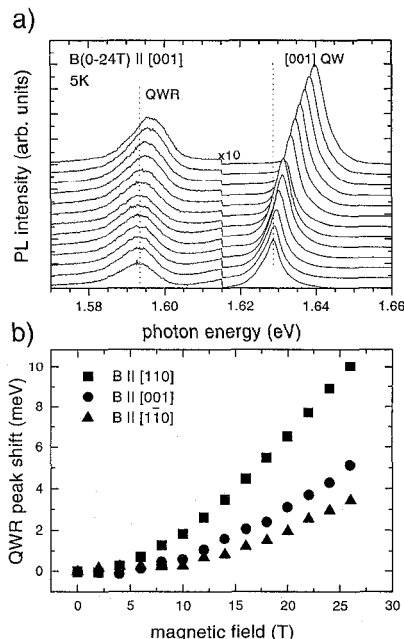 a)
B(0-24T) || [001]
[001] QW
5K
QWR
x10
PL intensity (arb. units)
1.58
1.60
1.62
1.64
1.66
photon energy (eV)
b)
10
8
6
4
2
0
B || [110]
B || [001]
B || [1̅10]
QWR peak shift (meV)
0
5
10
15
20
25
30
magnetic field (T)